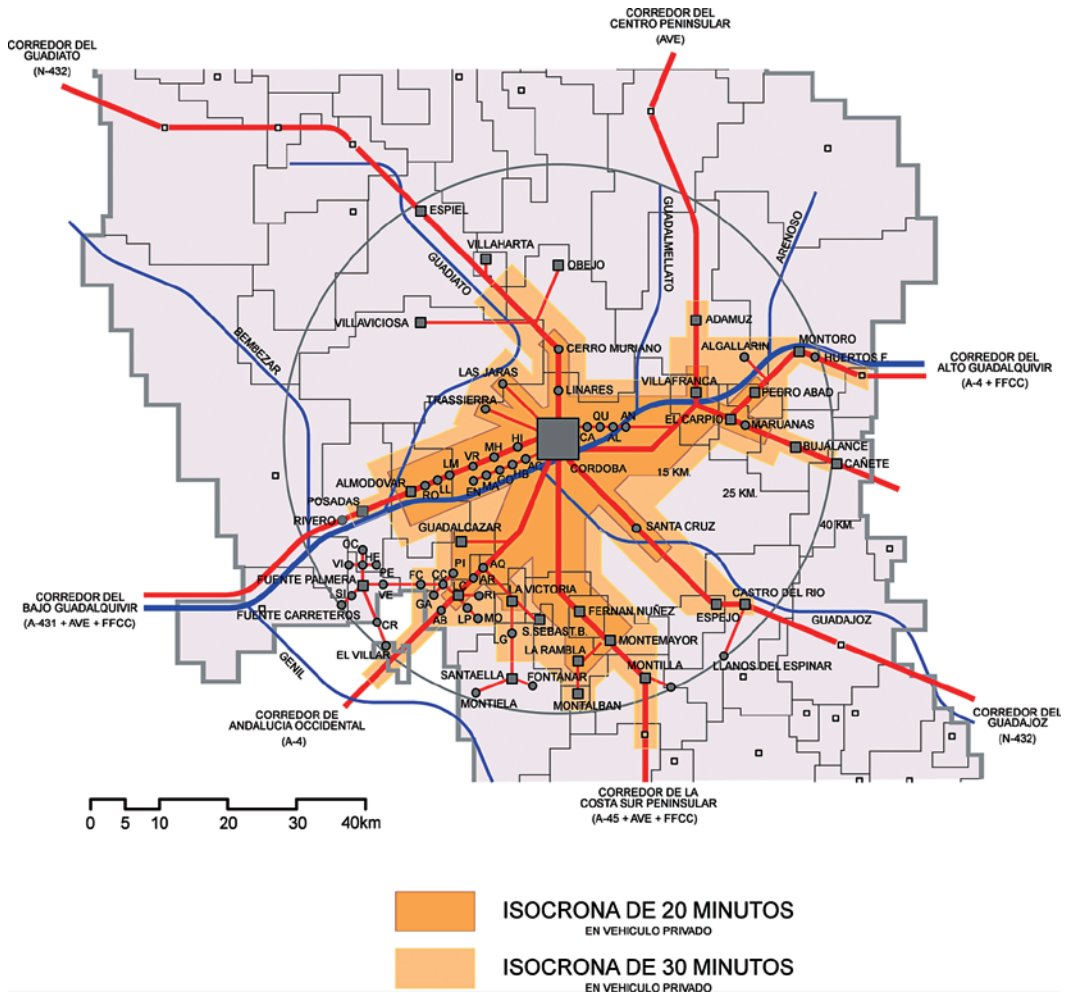 CORREDOR DEL
CENTRO PENINSULAR
(AVE)
CORREDOR DEL
GUADIATO
(N-432)
ESPIEL
VILLAHARTA
OBEJO
GUADIATO
GUADALMELLATO
ARENOSO
BEMBEZAR
VILLAVICIOSA
ADAMUZ
CERRO MURIANO
ALGALLARIN
MONTORO
HUERTOS F.
CORREDOR DEL
ALTO GUADALQUIVIR
(A-4 + FFCC)
LAS JARAS
TRASSIERRA
LINARES
VILLAFRANCA
PEDRO ABAD
EL CARPIO
MARUANAS
QU
AN
CA
AL
HI
MH
VR
LM
BUJALANCE
CAÑETE
CORDOBA
15 KM.
25 KM.
40 KM.
AG
HB
GO
MA
EN
LL
RO
ALMODOVAR
POSADAS
RIVERO
SANTA CRUZ
GUADALCAZAR
OC
HE
VI
PE
FUENTE PALMERA
VE
SI
FUENTE CARRETEROS
CR
EL VILLAR
FC
CC
PI
AQ
AR
LC
RI
GA
AB
LP
MO
LA VICTORIA
LG
S.SEBAST.B.
FERNAN.NUÑEZ
MONTEMAYOR
LA RAMBLA
MONTILLA
SANTAELLA
FONTANAR
MONTIELA
MONTALBAN
CASTRO DEL RIO
ESPEJO
GUADAJOZ
LLANOS DEL ESPINAR
CORREDOR DEL
BAJO GUADALQUIVIR
(A-431 + AVE + FFCC)
GENIL
CORREDOR DE
ANDALUCIA OCCIDENTAL
(A-4)
CORREDOR DEL
GUADAJOZ
(N-432)
CORREDOR DE LA
COSTA SUR PENINSULAR
(A-45 + AVE + FFCC)
0 5 10 20 30 40km
ISOCRONA DE 20 MINUTOS
EN VEHICULO PRIVADO
ISOCRONA DE 30 MINUTOS
EN VEHICULO PRIVADO